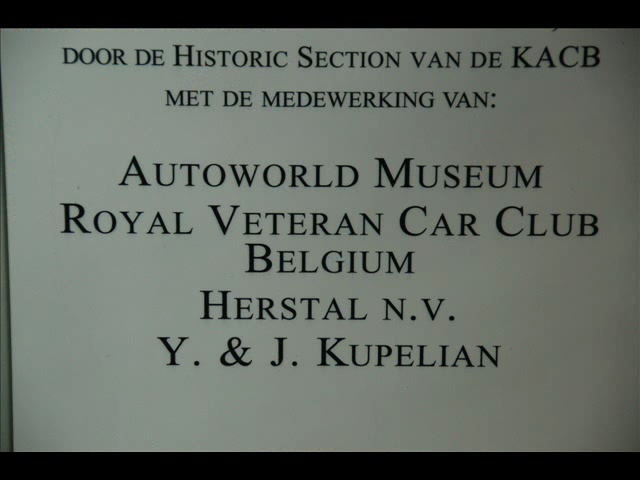 DOOR DE HISTORIC SECTION VAN DE KACB
MET DE MEDEWERKING VAN:
AUTOWORLD MUSEUM
ROYAL VETERAN CAR CLUB
BELGIUM
HERSTAL N.V.
Y. & J. KUPELIAN